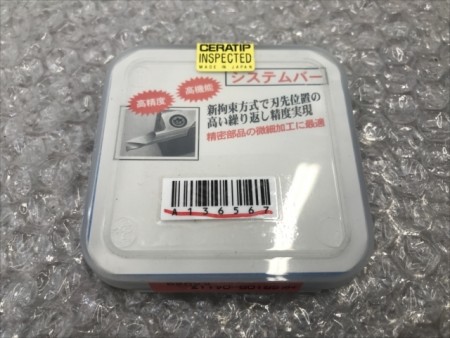 CERATIP
INSPECTED
MADE IN JAPAN
システムバー
高精度
高機能
新拘束方式で刃先位置の
高い繰り返し精度実現
精密部品の微細加工に最適
A136567